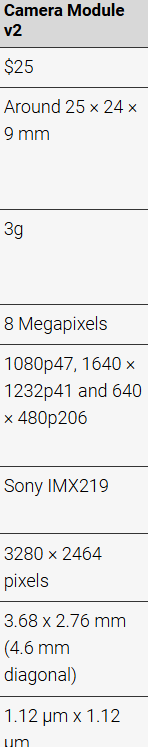 Camera Module
v2
$25
Around 25 × 24 ×
9 mm
3g
8 Megapixels
1080p47, 1640 ×
1232p41 and 640
× 480p206
Sony IMX219
3280 × 2464
pixels
3.68 x 2.76 mm
(4.6 mm
diagonal)
1.12 µm x 1.12
µm